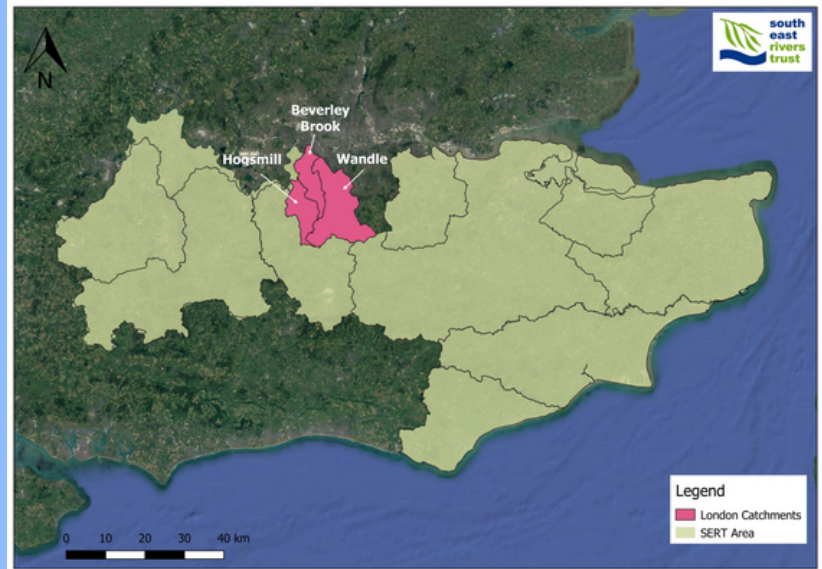 south
east
rivers
trust
N
Beverley
Brook
Hogsmill
Wandle
Legend
London Catchments
SERT Area
0 10 20 30 40 km